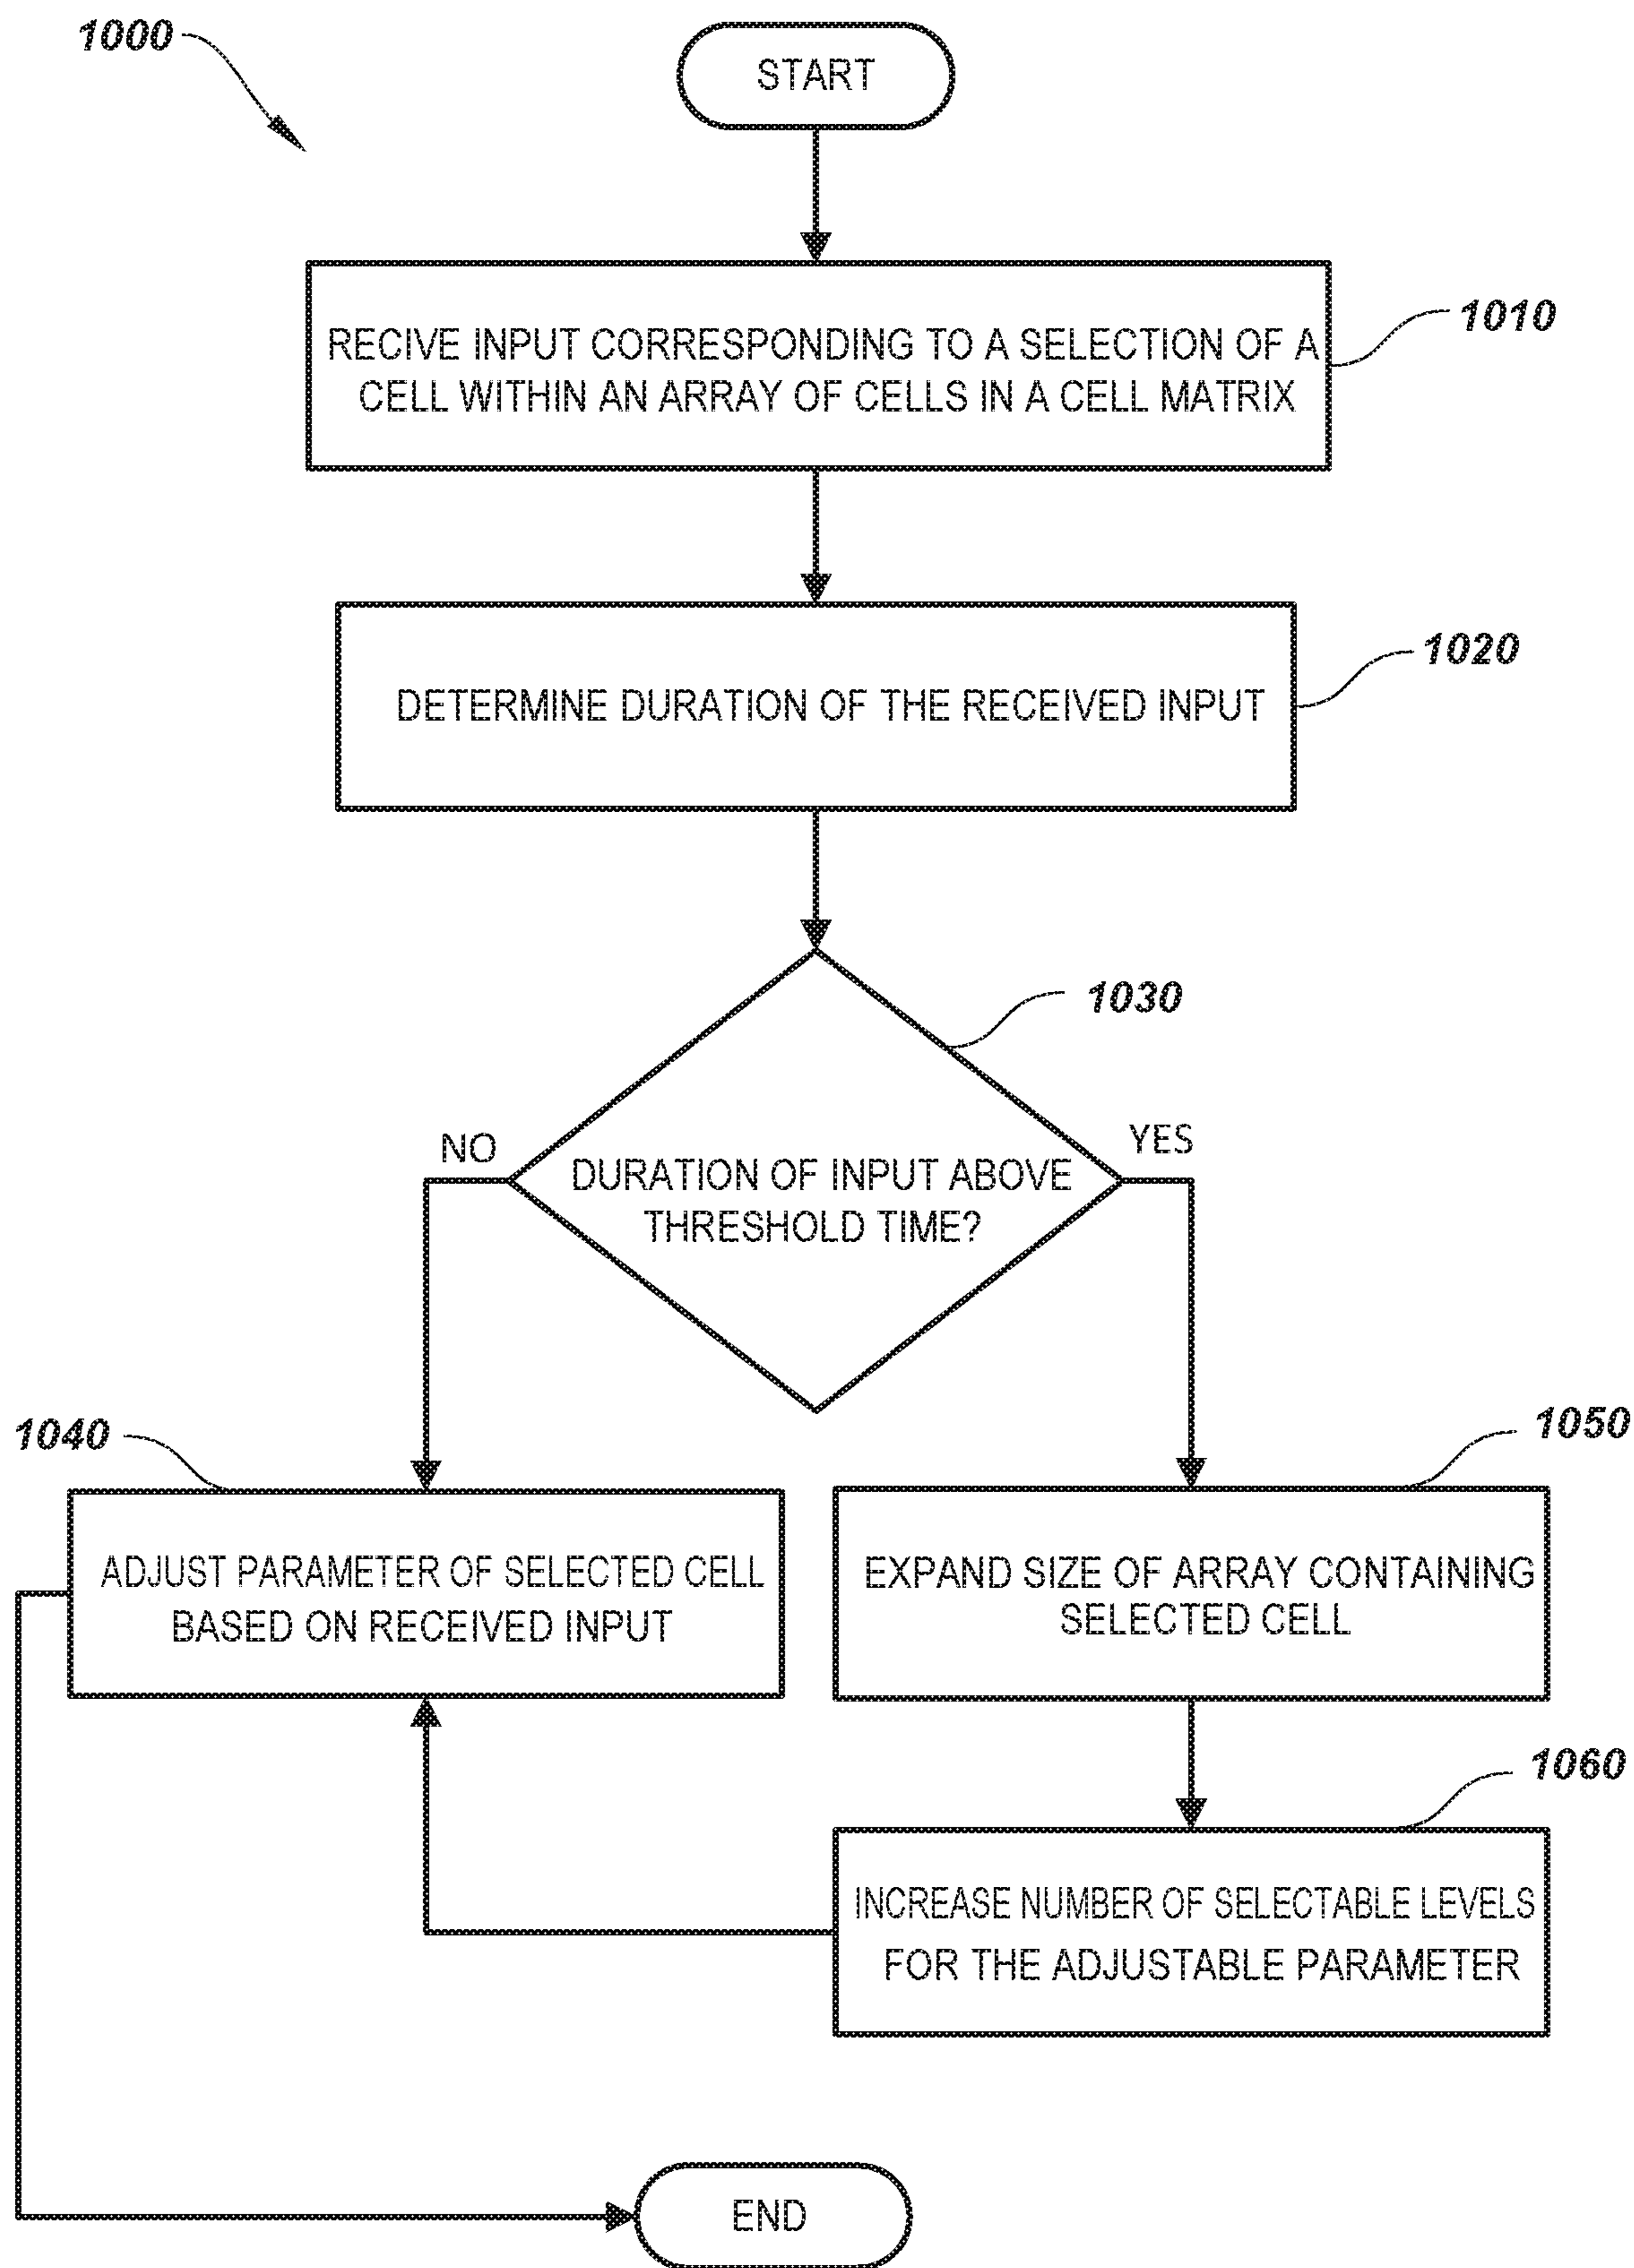 1000
START
RECIVE INPUT CORRESPONDING TO A SELECTION OF A
CELL WITHIN AN ARRAY OF CELLS IN A CELL MATRIX
1010
DETERMINE DURATION OF THE RECEIVED INPUT
1020
1030
NO
YES
DURATION OF INPUT ABOVE
THRESHOLD TIME?
1040
1050
ADJUST PARAMETER OF SELECTED CELL
BASED ON RECEIVED INPUT
EXPAND SIZE OF ARRAY CONTAINING
SELECTED CELL
1060
INCREASE NUMBER OF SELECTABLE LEVELS
FOR THE ADJUSTABLE PARAMETER
END